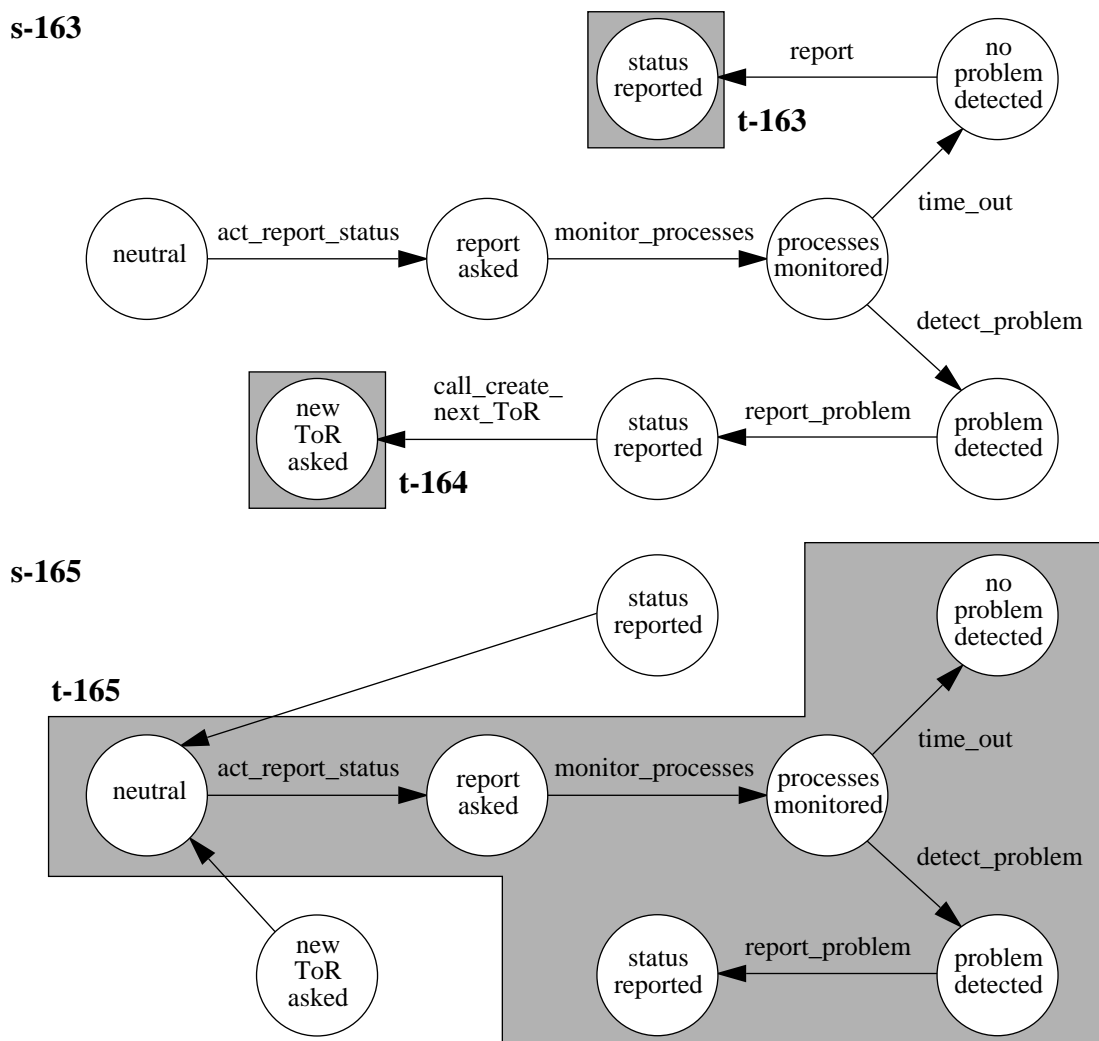 s-163
status
reported
report
no
problem
detected
t-163
time_out
neutral
act_report_status
report
asked
monitor_processes
processes
monitored
detect_problem
new
ToR
asked
call_create_
next_ToR
status
reported
report_problem
problem
detected
t-164
s-165
status
reported
no
problem
detected
t-165
time_out
neutral
act_report_status
report
asked
monitor_processes
processes
monitored
detect_problem
new
ToR
asked
status
reported
report_problem
problem
detected